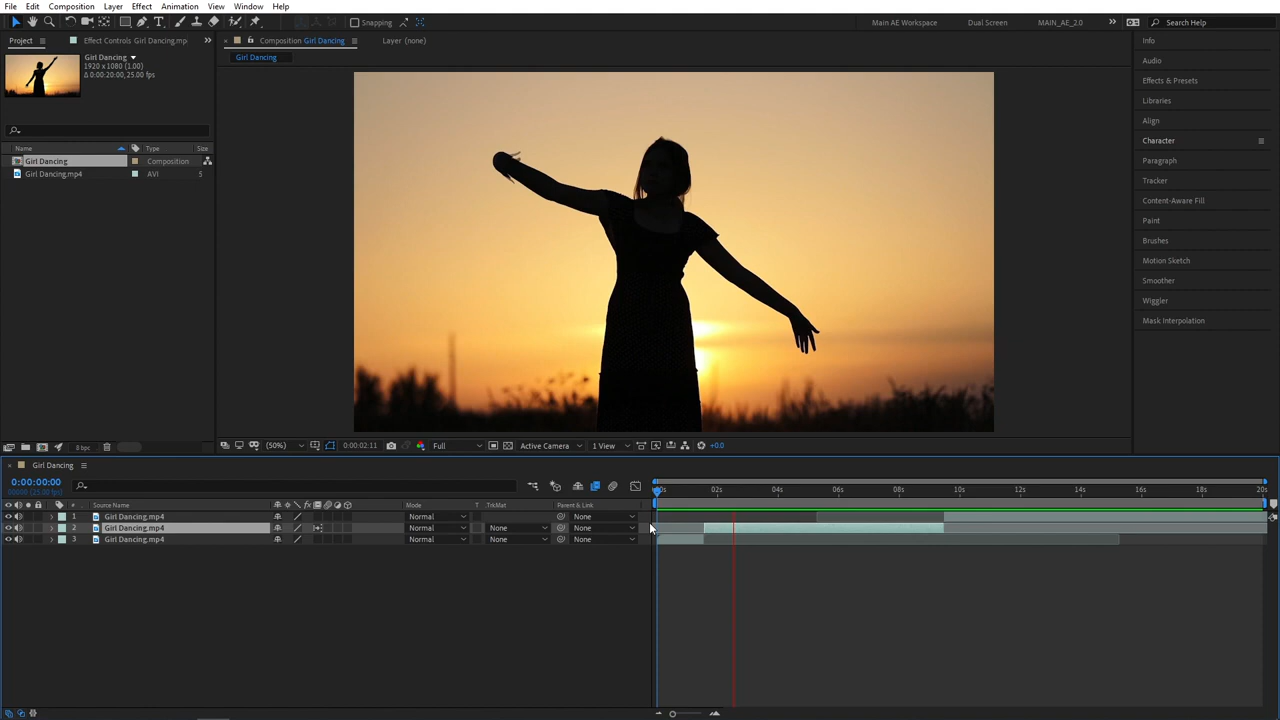 File Edit Composition Layer Effect Animation View Window Help
Snapping Main AE Workspace Dual Screen MAIN_AE_2.0 Search Help
Project Effect Controls Girl Dancing.mp Composition Girl Dancing Layer (none) Info
Girl Dancing Girl Dancing Audio
1920 x 1080 (1.00)
Δ 0:00:20:00, 25.00 fps Effects & Presets
Libraries
Align
Character
Name Type Size
Girl Dancing Composition Paragraph
Girl Dancing.mp4 AVI 5
Tracker
Content-Aware Fill
Paint
Brushes
Motion Sketch
Smoother
Wiggler
Mask Interpolation
8 bpc (50%) 0:00:02:11 Full Active Camera 1 View +0.0
Girl Dancing
0:00:00:00
00000 (25.00 fps) 02s 04s 06s 08s 10s 12s 14s 16s 18s 20s
# Source Name Mode T TrkMat Parent & Link
1 Girl Dancing.mp4 Normal None
2 Girl Dancing.mp4 Normal None None
3 Girl Dancing.mp4 Normal None None